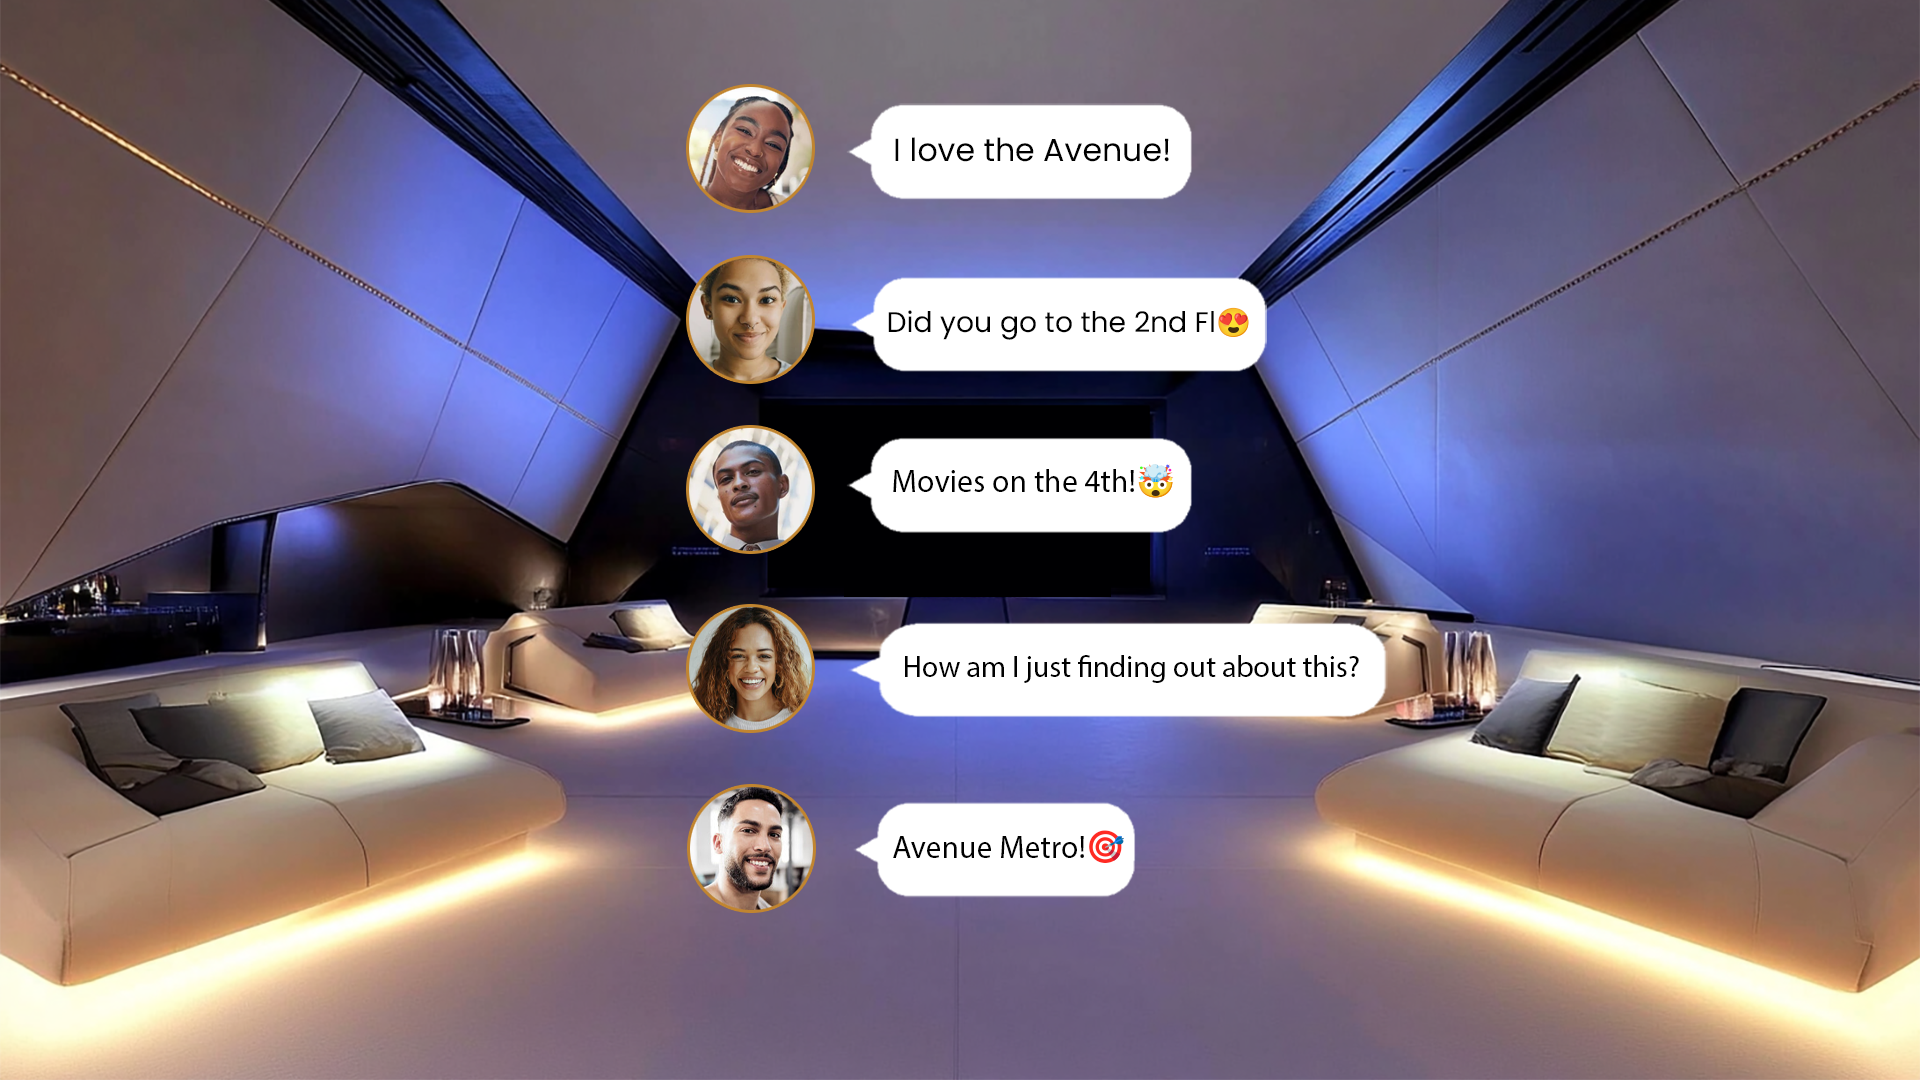 I love the Avenue!
Did you go to the 2nd Fl😍
Movies on the 4th!🤯
How am I just finding out about this?
Avenue Metro!🎯